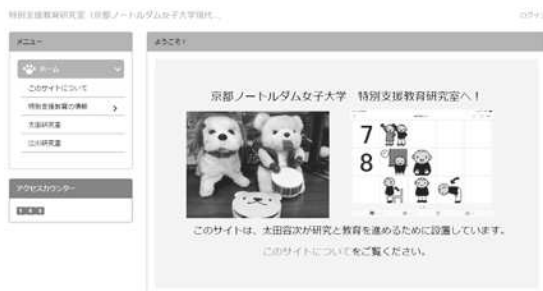 特別支援教育研究室（京都ノートルダム女子大学現代...
ログイン
メニュー
ようこそ！
ホーム
このサイトについて
特別支援教育の情報
太田研究室
江川研究室
アクセスカウンター
京都ノートルダム女子大学　特別支援教育研究室へ！
7
8
このサイトは、太田容次が研究と教育を進めるために設置しています。
このサイトについてをご覧ください。